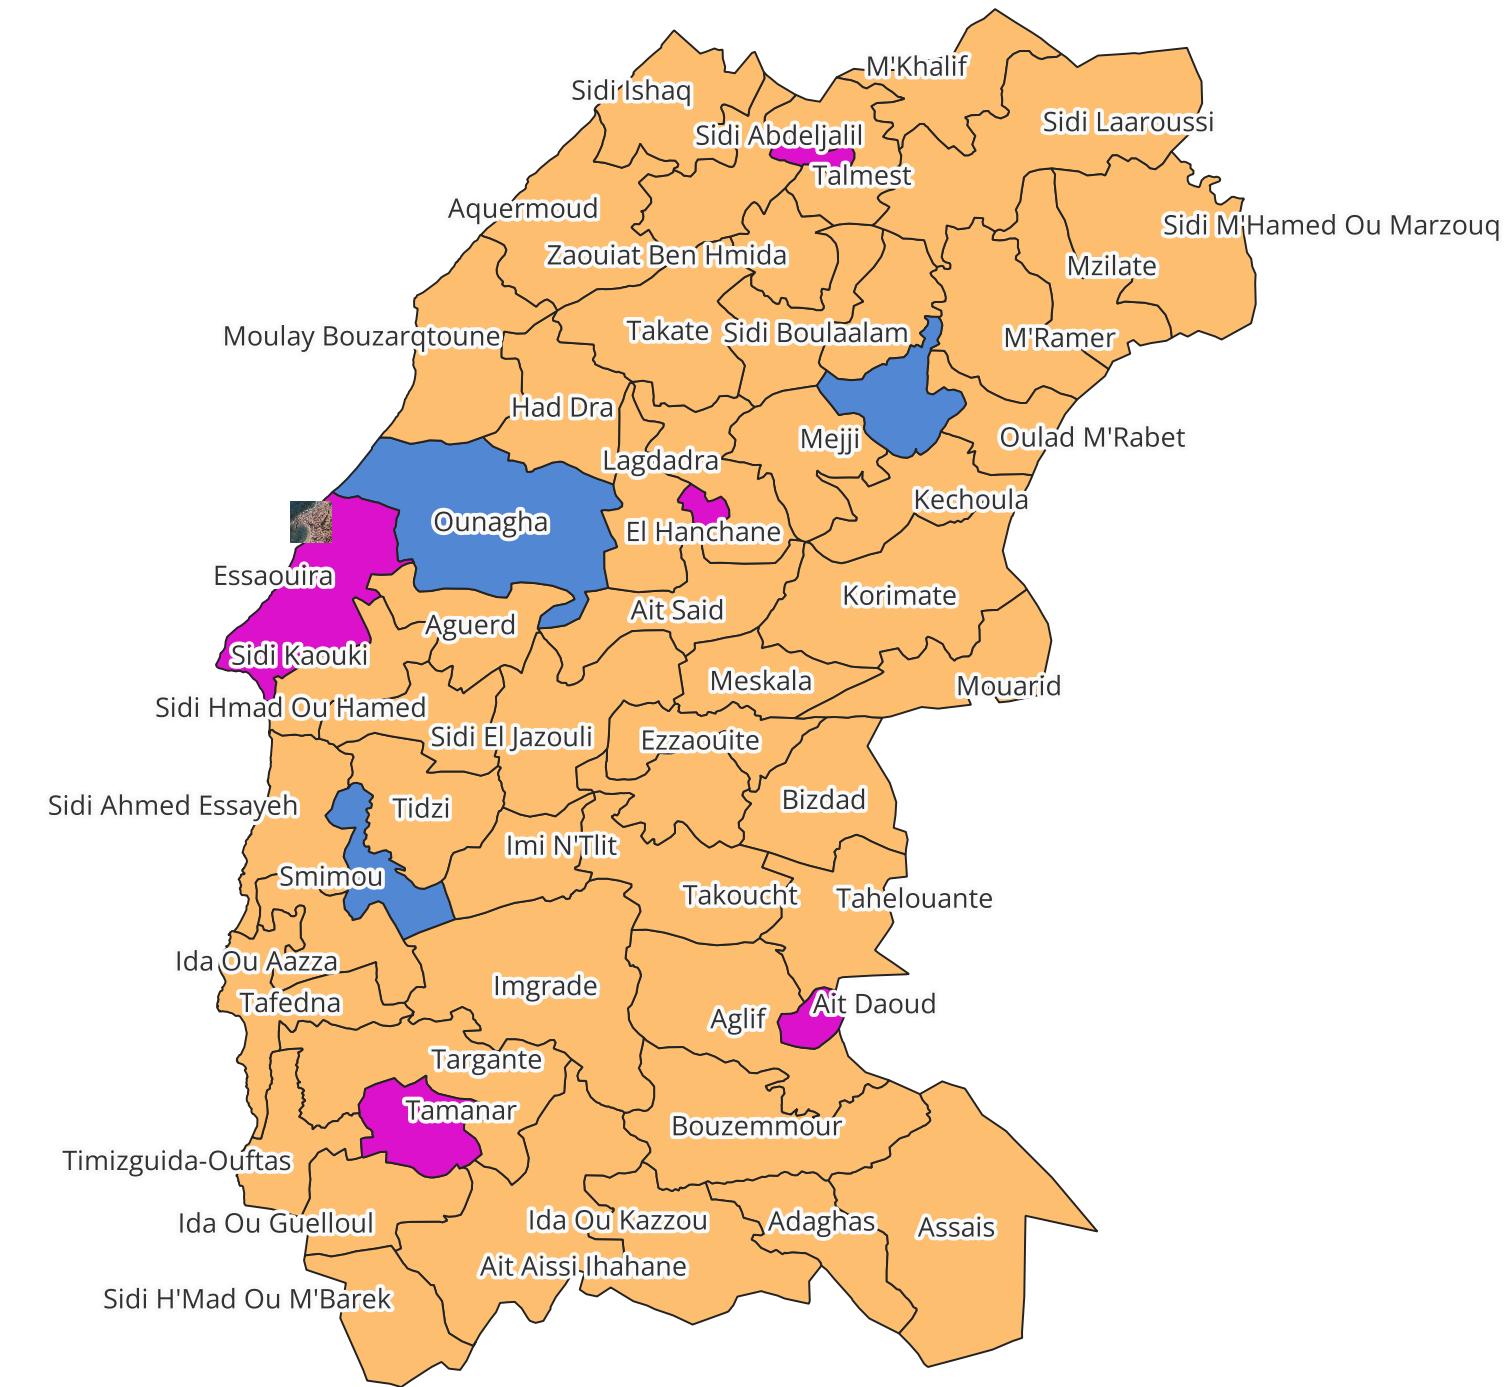 M'Khalif
Sidi Ishaq
Sidi Laaroussi
Sidi Abdeljalil
Talmest
Aquermoud
Sidi M'Hamed Ou Marzouq
Zaouiat Ben Hmida
Mzilate
Moulay Bouzarqtoune
Takate
Sidi Boulaalam
M'Ramer
Had Dra
Mejji
Oulad M'Rabet
Lagdadra
Kechoula
Ounagha
El Hanchane
Essaouira
Korimate
Aguerd
Ait Said
Sidi Kaouki
Meskala
Mouarid
Sidi Hmad Ou Hamed
Sidi El Jazouli
Ezzaouite
Sidi Ahmed Essayeh
Tidzi
Bizdad
Imi N'Tlit
Smimou
Takoucht
Tahelouante
Ida Ou Aazza
Imgrade
Tafedna
Aglif
Ait Daoud
Targante
Tamanar
Bouzemmour
Timizguida-Ouftas
Ida Ou Guelloul
Ida Ou Kazzou
Adaghas
Assais
Ait Aissi Ihahane
Sidi H'Mad Ou M'Barek